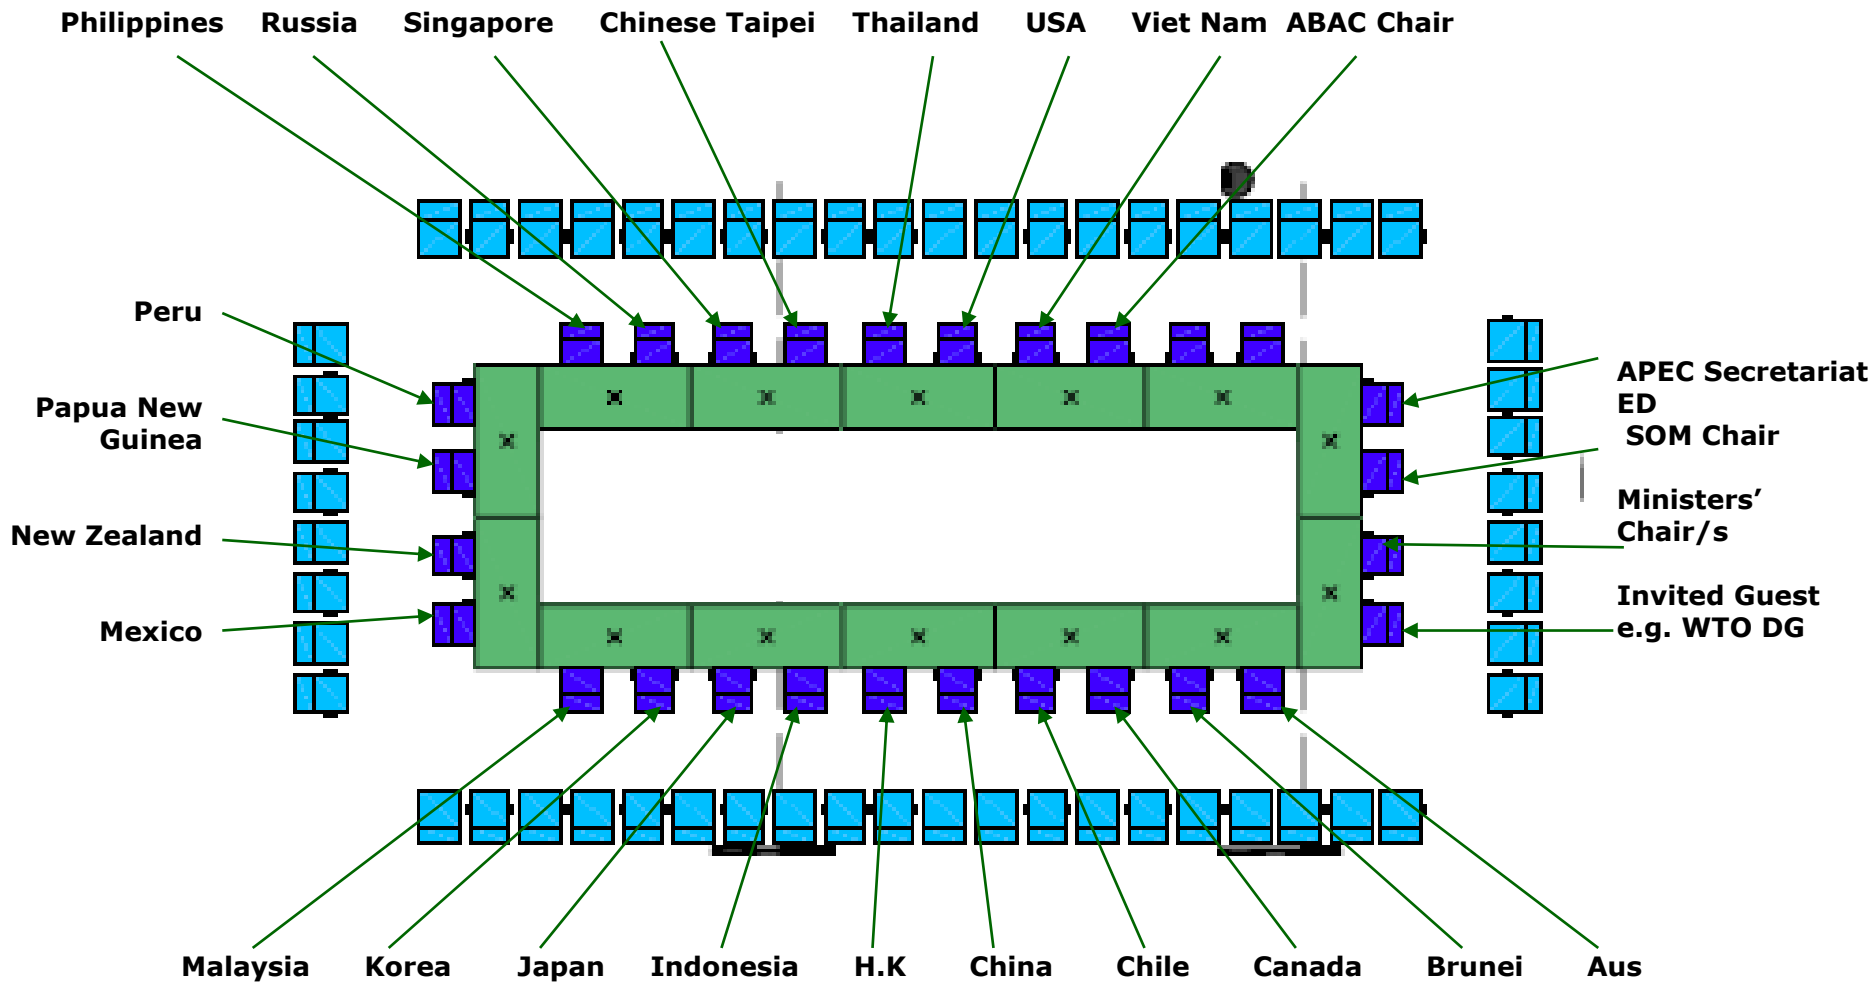 Philippines Russia Singapore Chinese Taipei Thailand USA Viet Nam ABAC Chair
Peru
Papua New
Guinea
New Zealand
Mexico
APEC Secretariat
ED
SOM Chair
Ministers’
Chair/s
Invited Guest
e.g. WTO DG
Malaysia Korea Japan Indonesia H.K China Chile Canada Brunei Aus